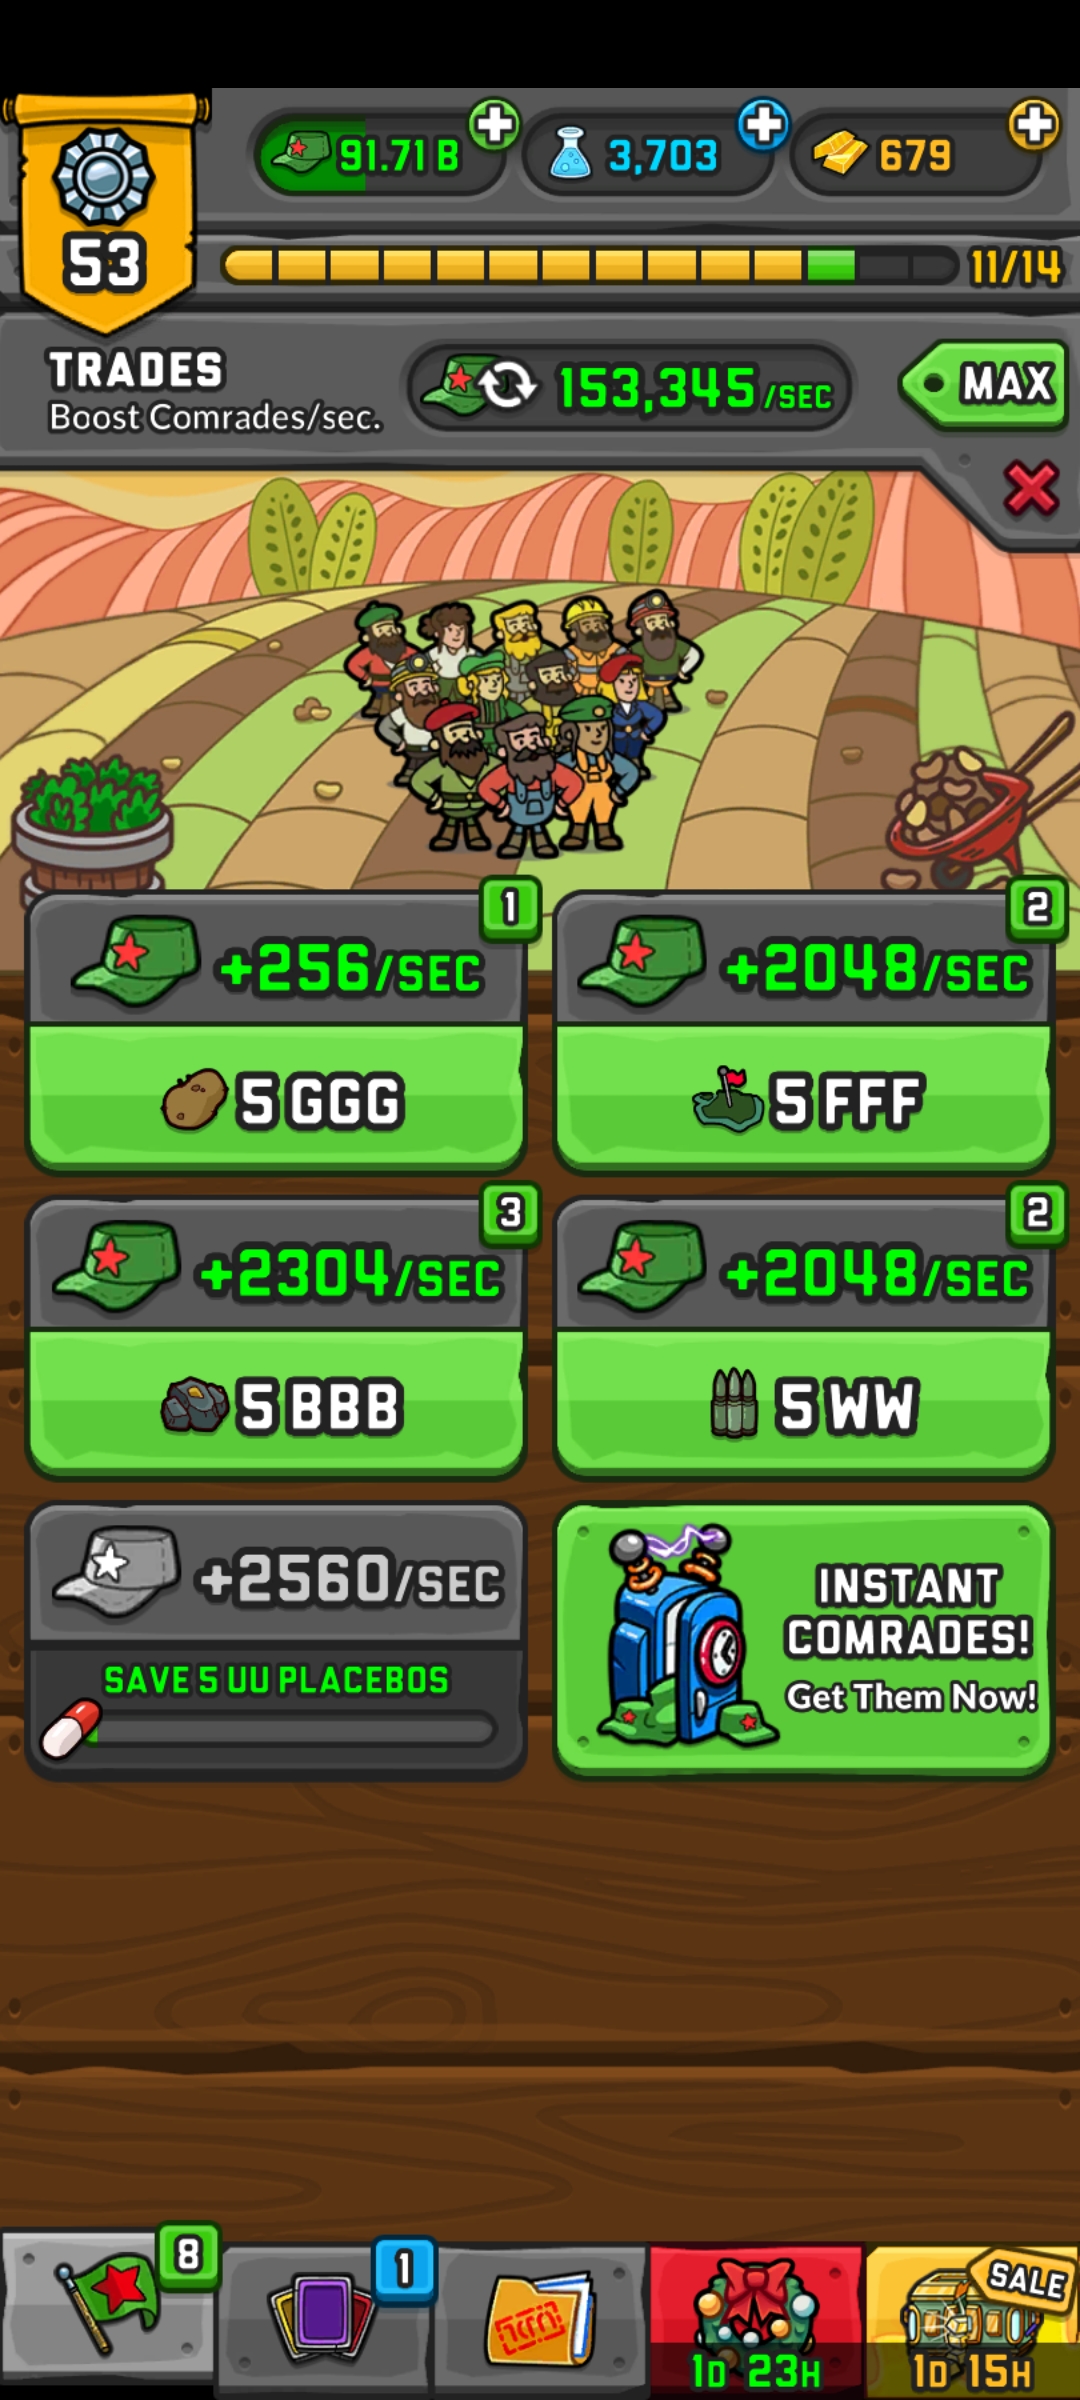 91.71 B
3,703
679
53
11/14
TRADES
Boost Comrades/sec.
153,345/SEC
MAX
1
+256/SEC
5 GGG
2
+2048/SEC
5 FFF
3
+2304/SEC
5 BBB
2
+2048/SEC
5 WW
+2560/SEC
SAVE 5 UU PLACEBOS
INSTANT
COMRADES!
Get Them Now!
8
1
SALE
1D 23H
1D 15H